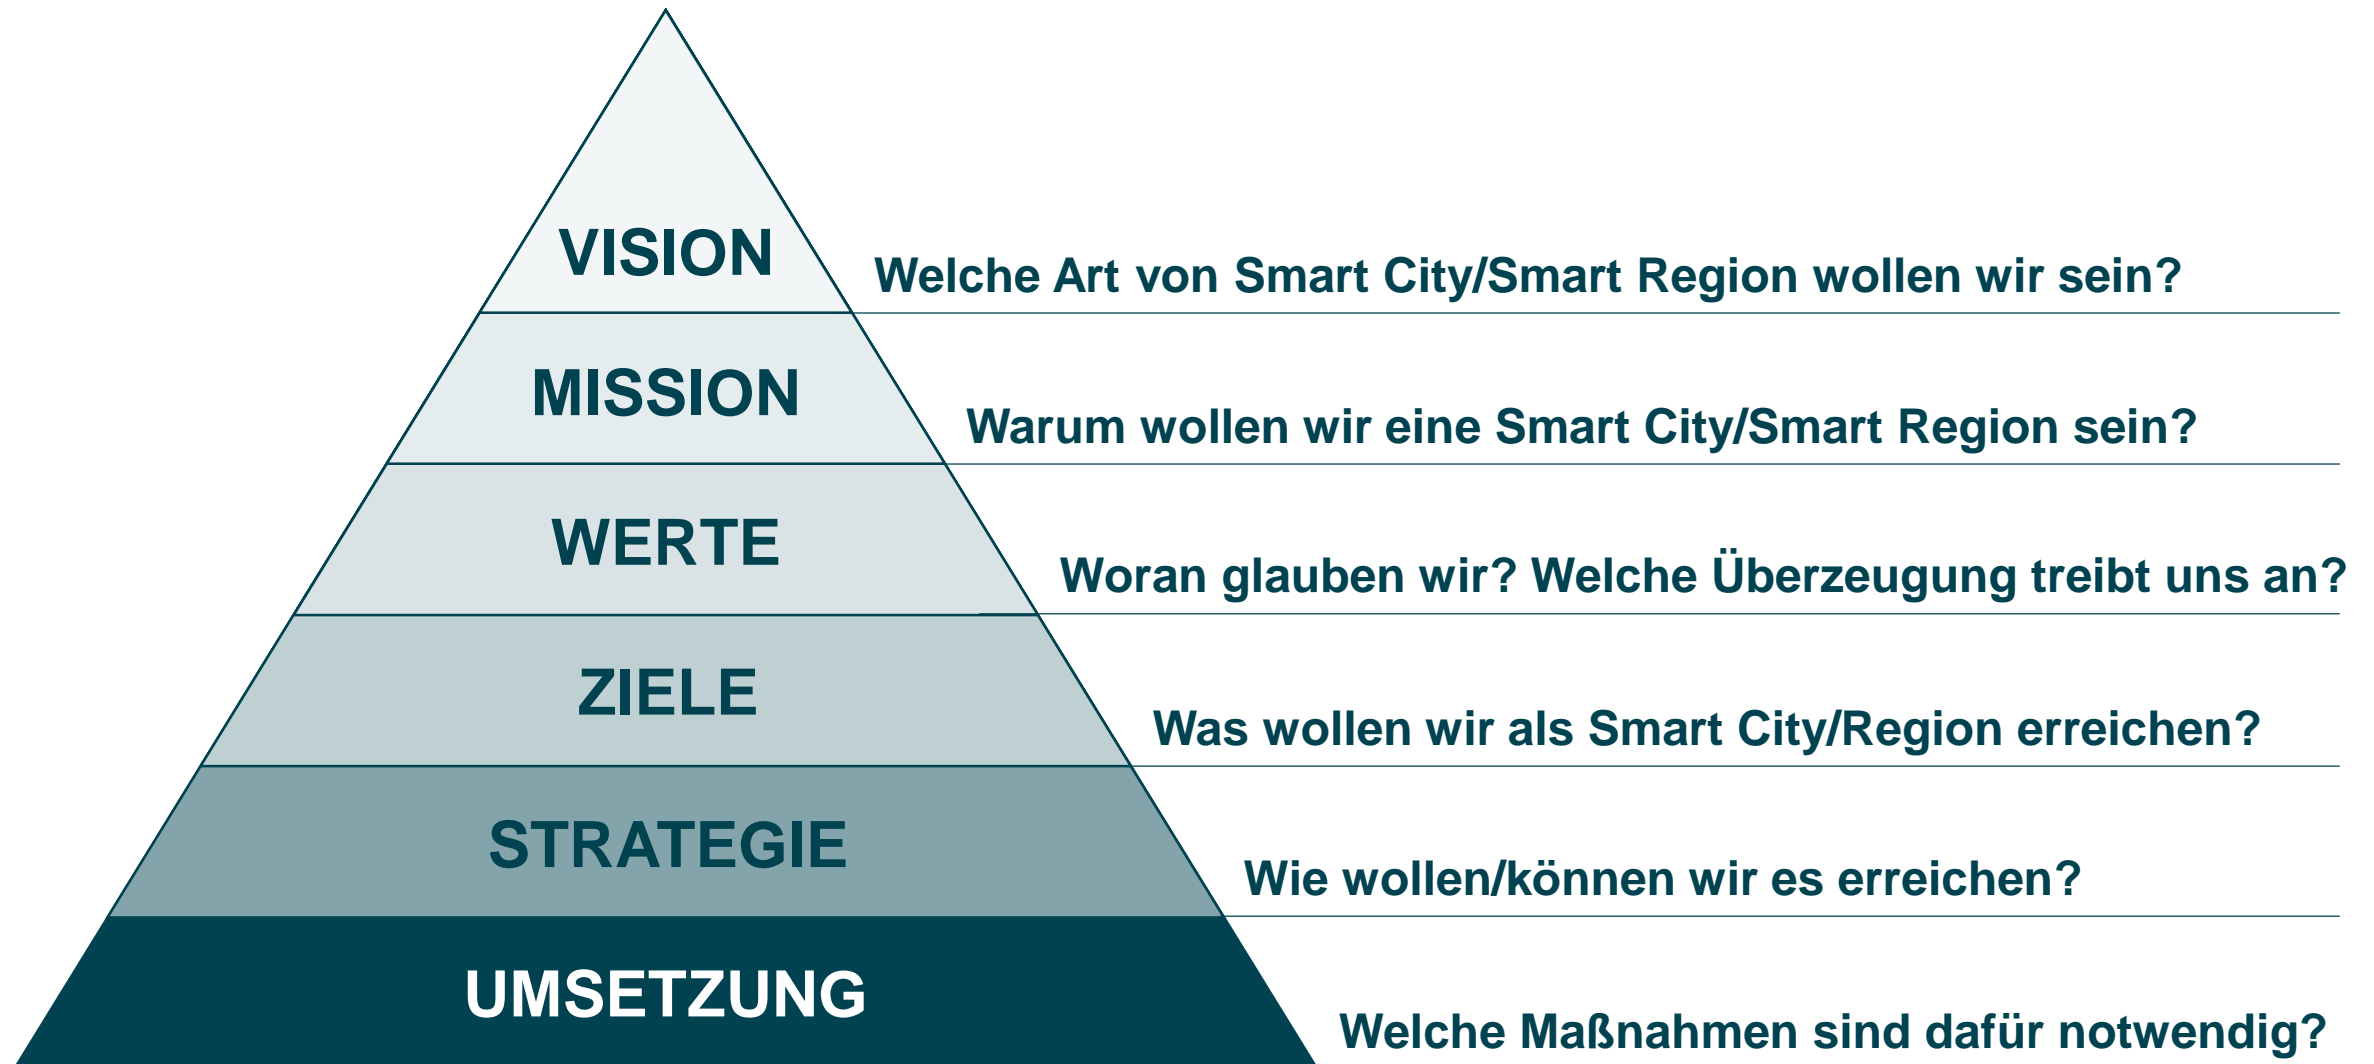 VISION
Welche Art von Smart City/Smart Region wollen wir sein?
MISSION
Warum wollen wir eine Smart City/Smart Region sein?
WERTE
Woran glauben wir? Welche Überzeugung treibt uns an?
ZIELE
Was wollen wir als Smart City/Region erreichen?
STRATEGIE
Wie wollen/können wir es erreichen?
UMSETZUNG
Welche Maßnahmen sind dafür notwendig?